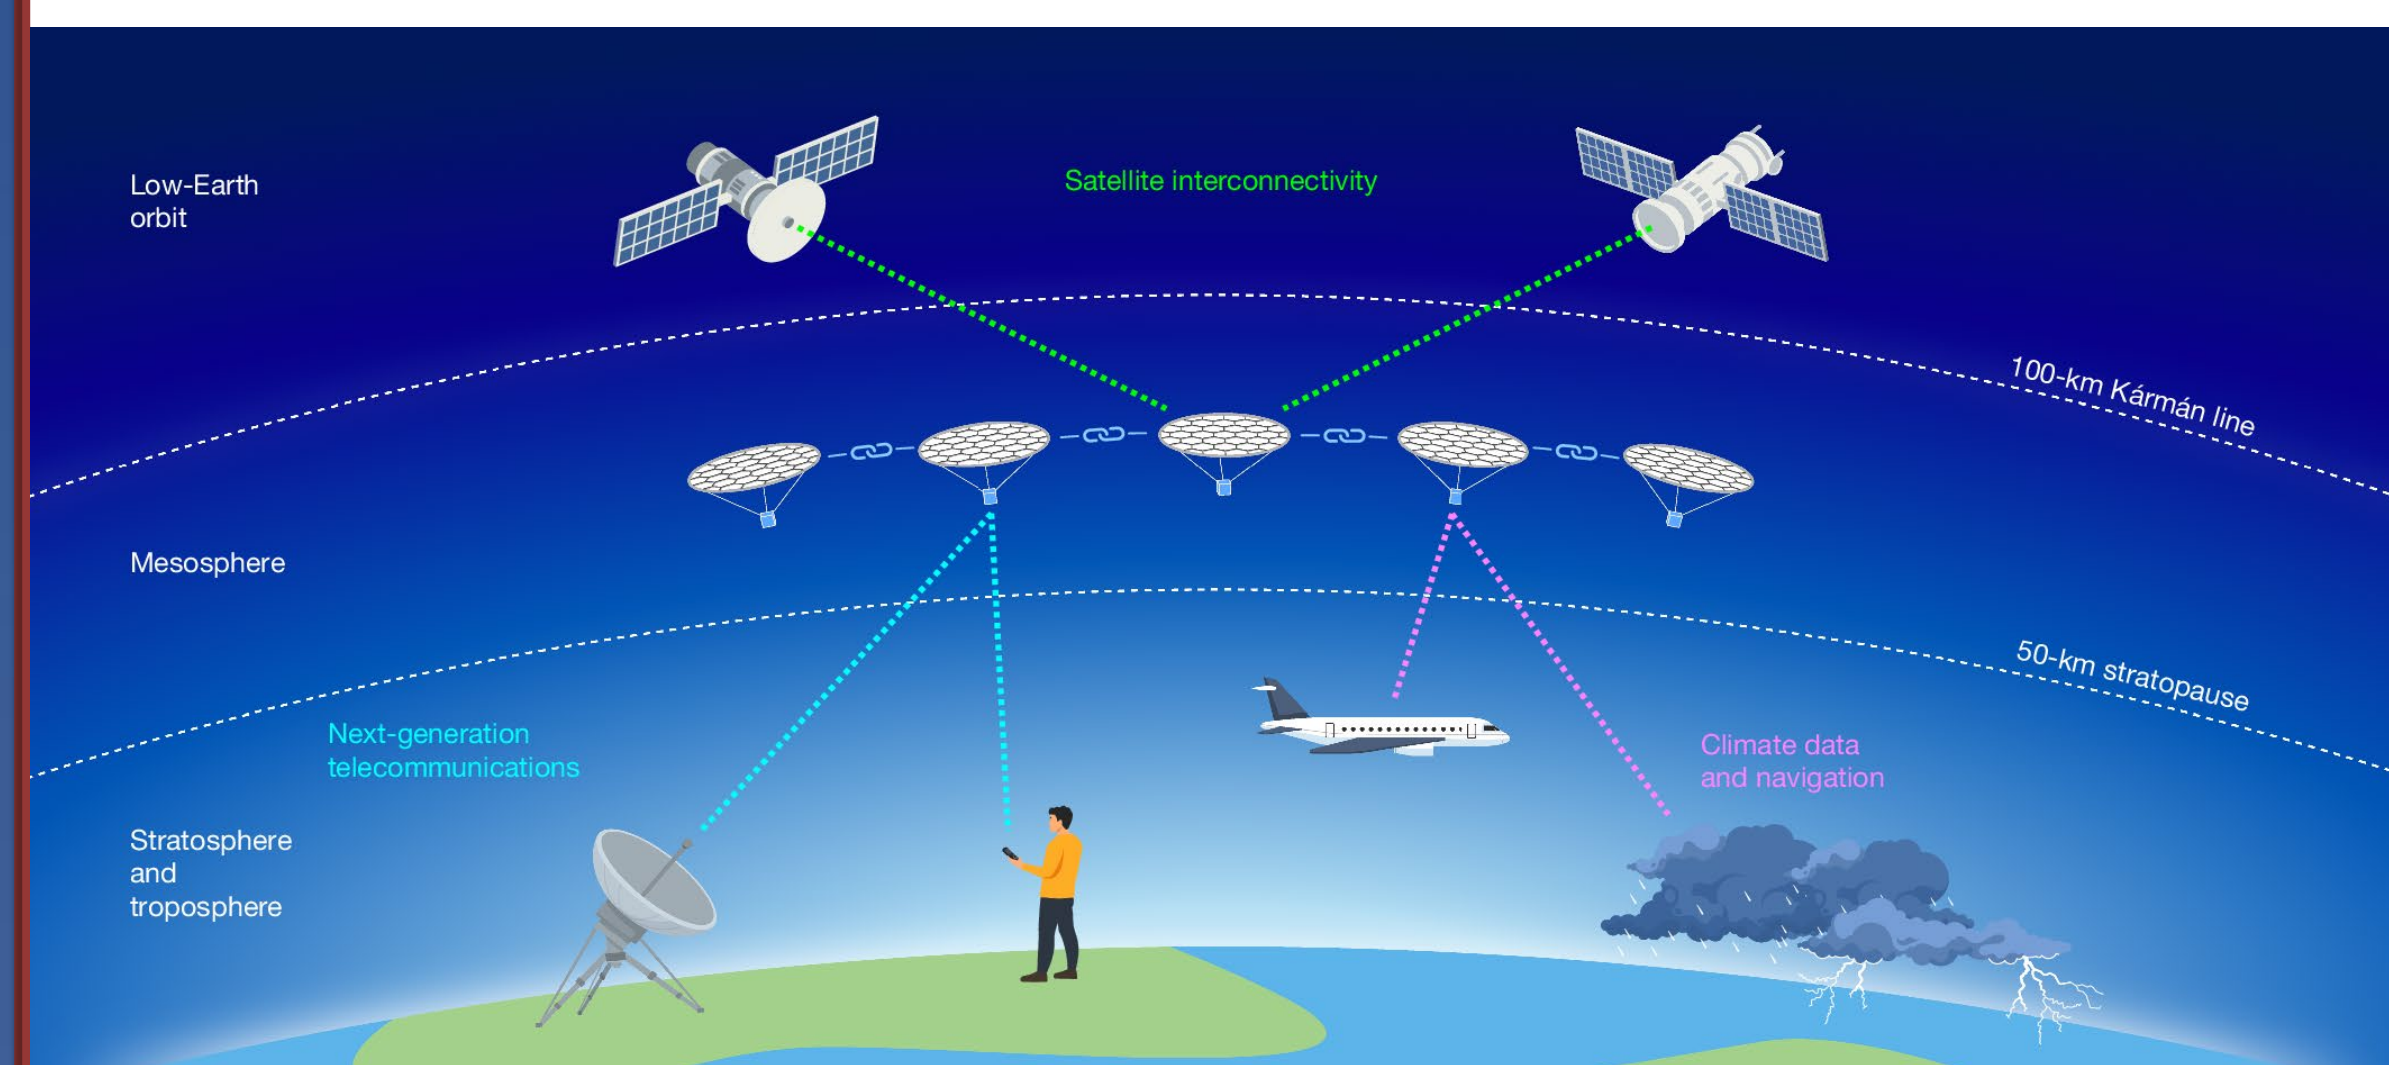 Low-Earth
orbit
Satellite interconnectivity
100-km Kármán line
Mesosphere
50-km stratopause
Next-generation
telecommunications
Climate data
and navigation
Stratosphere
and
troposphere